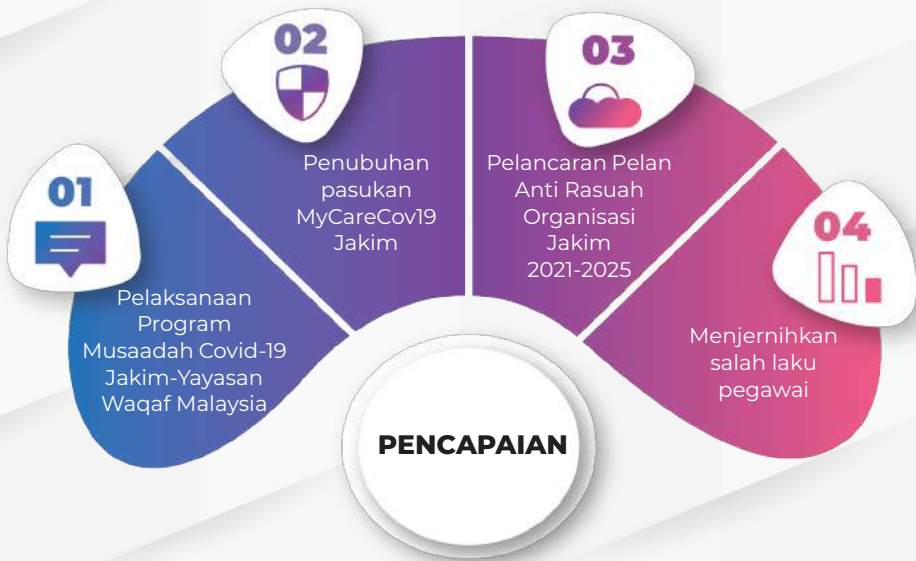 01
Pelaksanaan
Program
Musaadah Covid-19
Jakim-Yayasan
Waqaf Malaysia
02
Penubuhan
pasukan
MyCareCov19
Jakim
03
Pelancaran Pelan
Anti Rasuah
Organisasi
Jakim
2021-2025
04
Menjernihkan
salah laku
pegawai
PENCAPAIAN